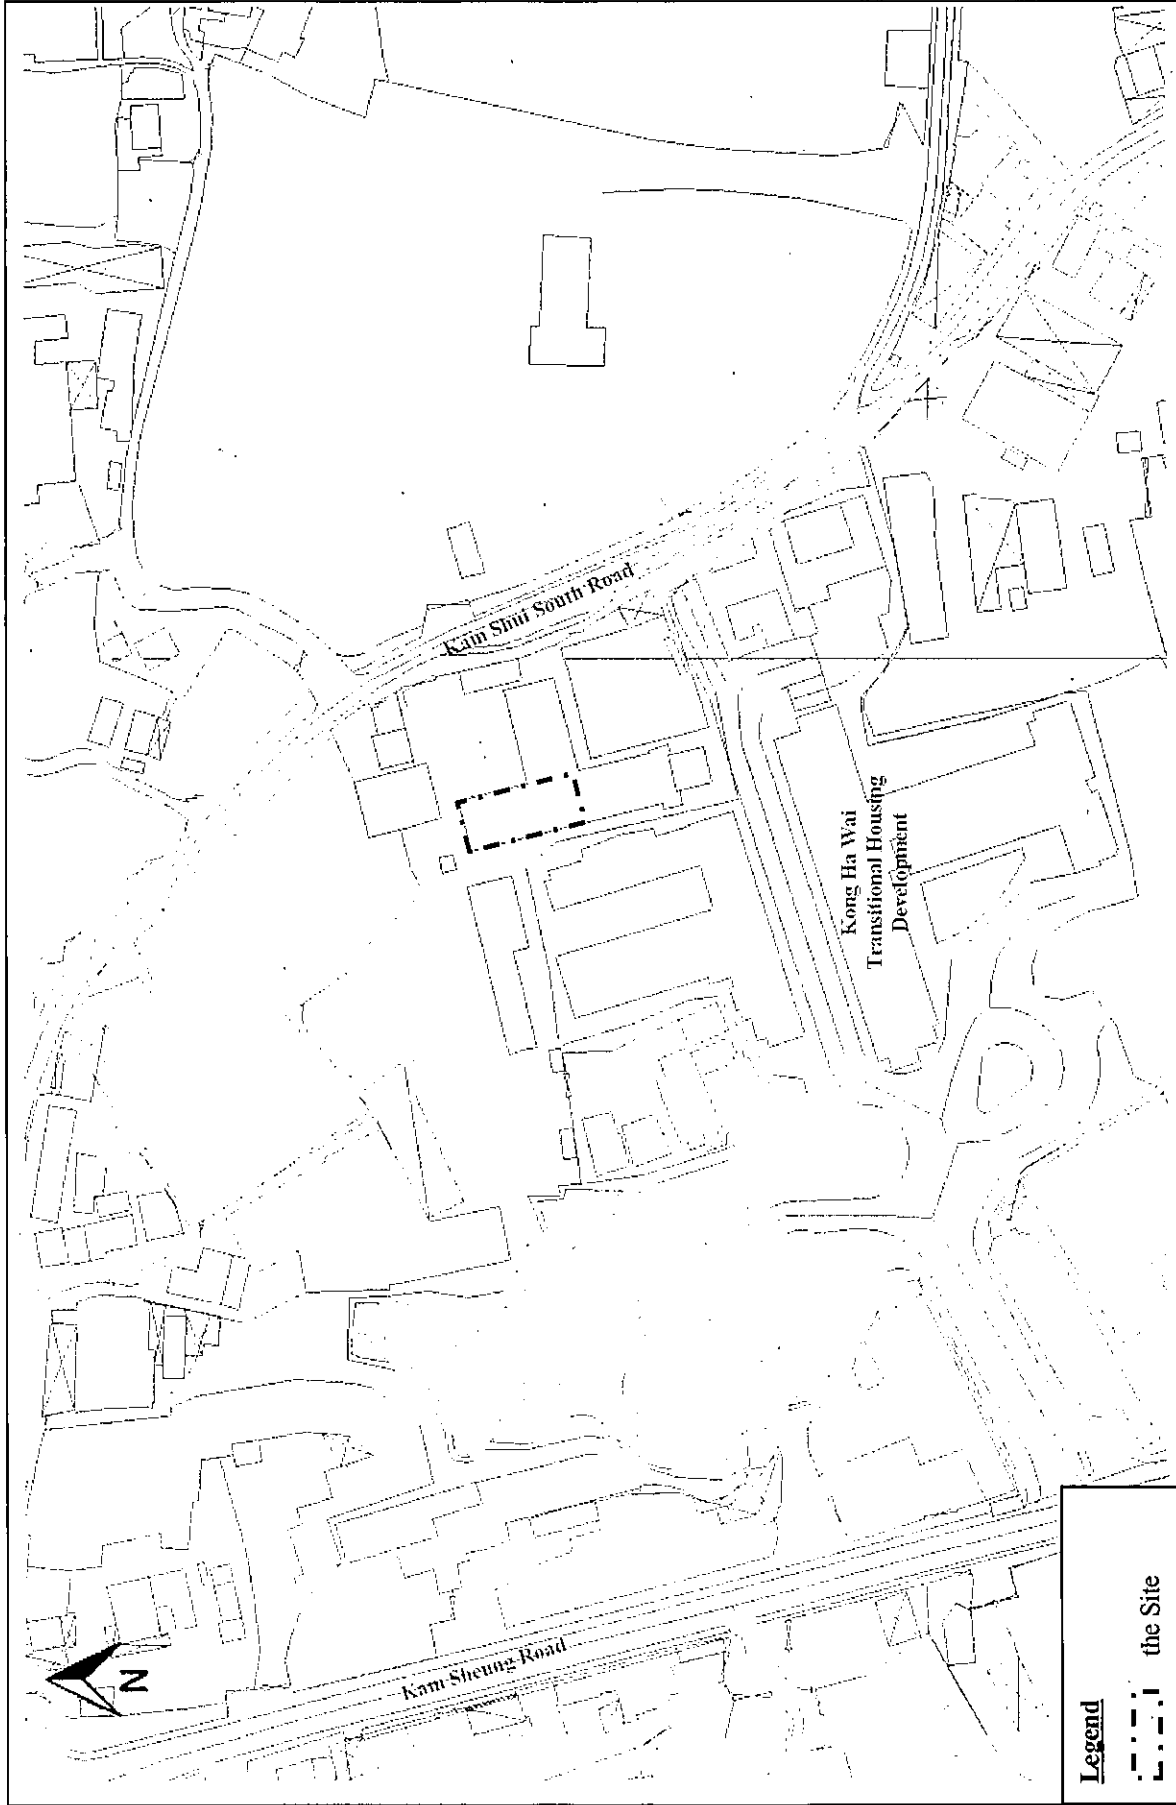 Kam Shui South Road
Kong Ha Wai
Transitional Housing
Development
Kam Sheung Road
N
Legend
the Site